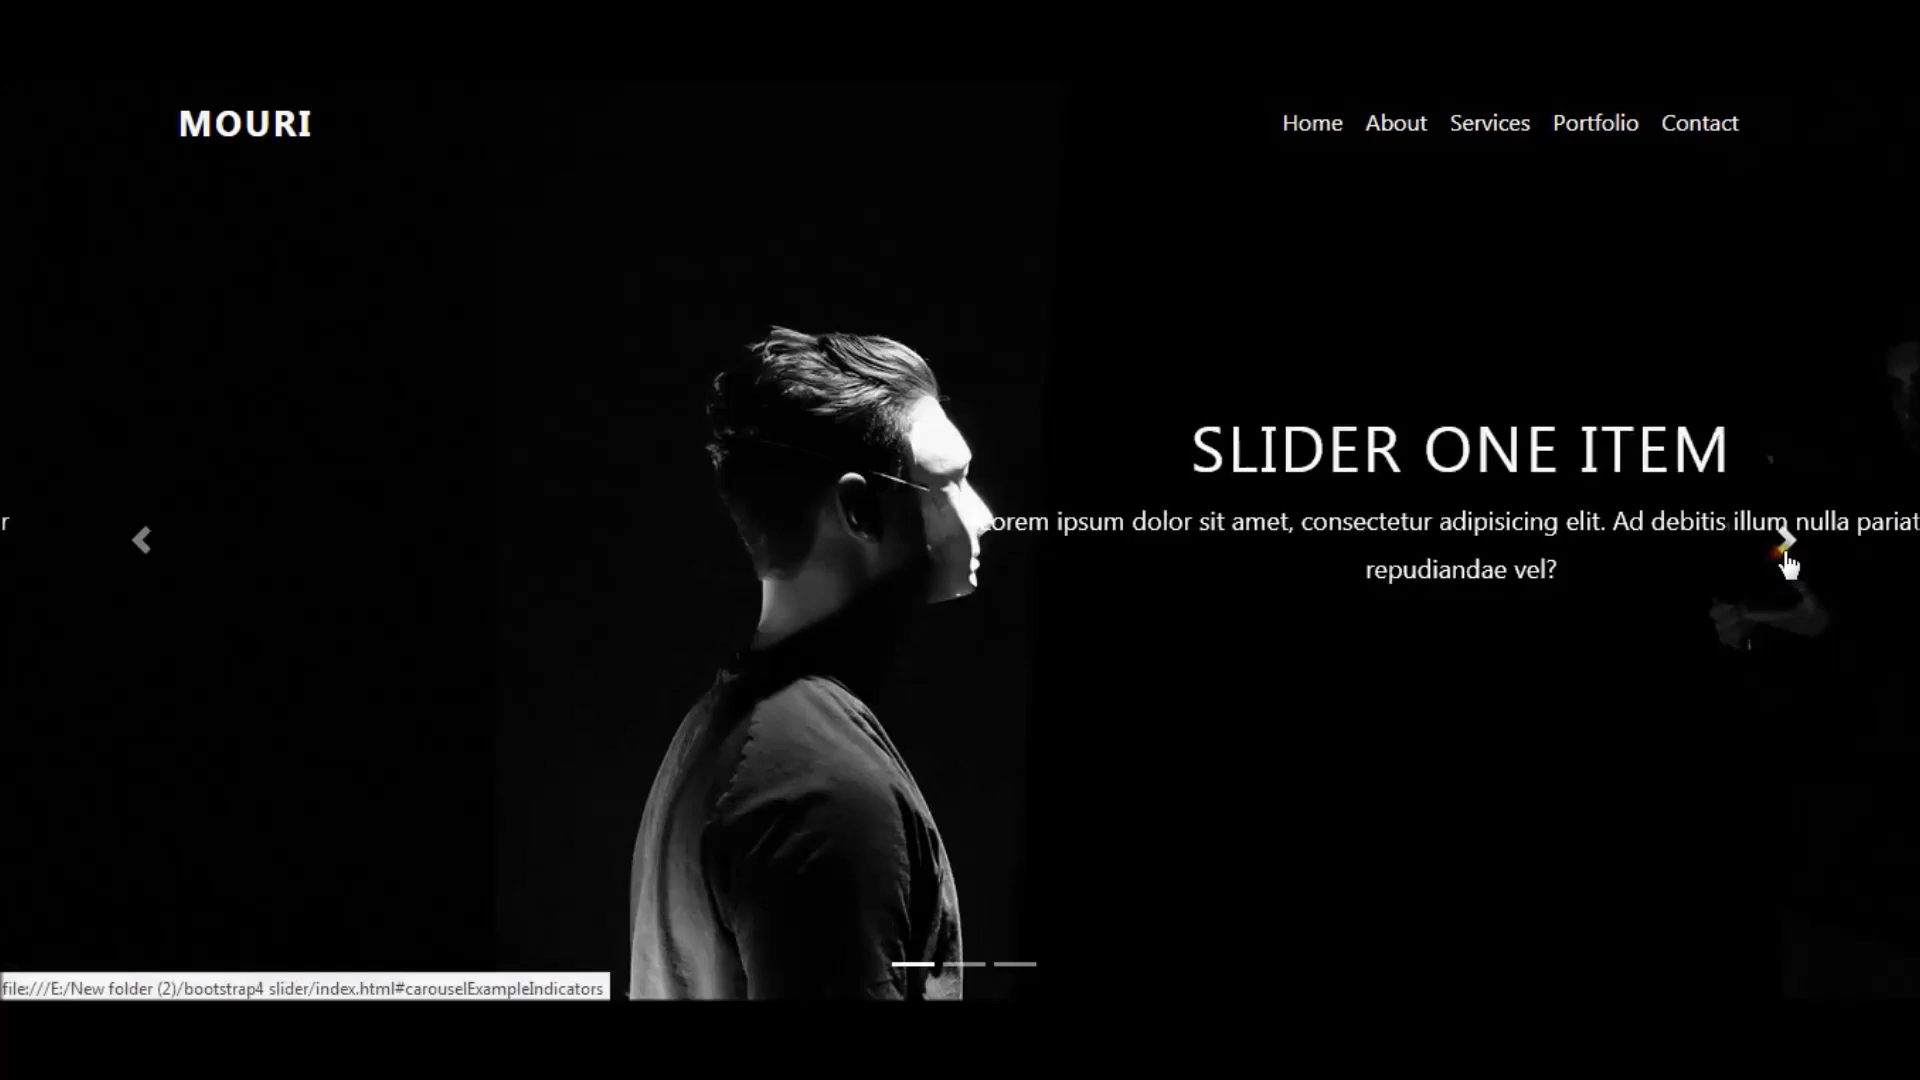 MOURI
Home About Services Portfolio Contact
SLIDER ONE ITEM
r
Lorem ipsum dolor sit amet, consectetur adipisicing elit. Ad debitis illum nulla pariat
repudiandae vel?
file:///E:/New folder (2)/bootstrap4 slider/index.html#carouselExampleIndicators